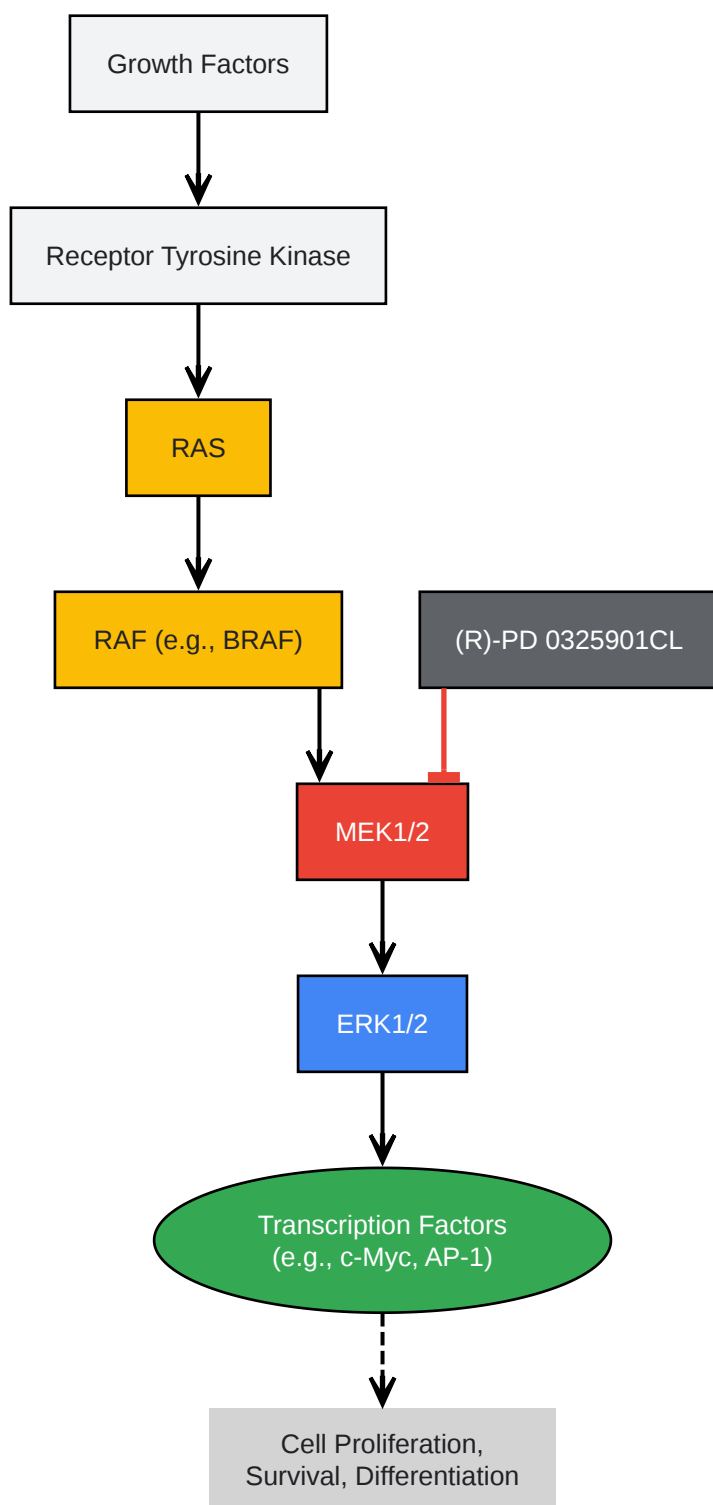 Growth Factors
Receptor Tyrosine Kinase
RAS
RAF (e.g., BRAF)
(R)-PD 0325901CL
MEK1/2
ERK1/2
Transcription Factors
(e.g., c-Myc, AP-1)
Cell Proliferation,
Survival, Differentiation